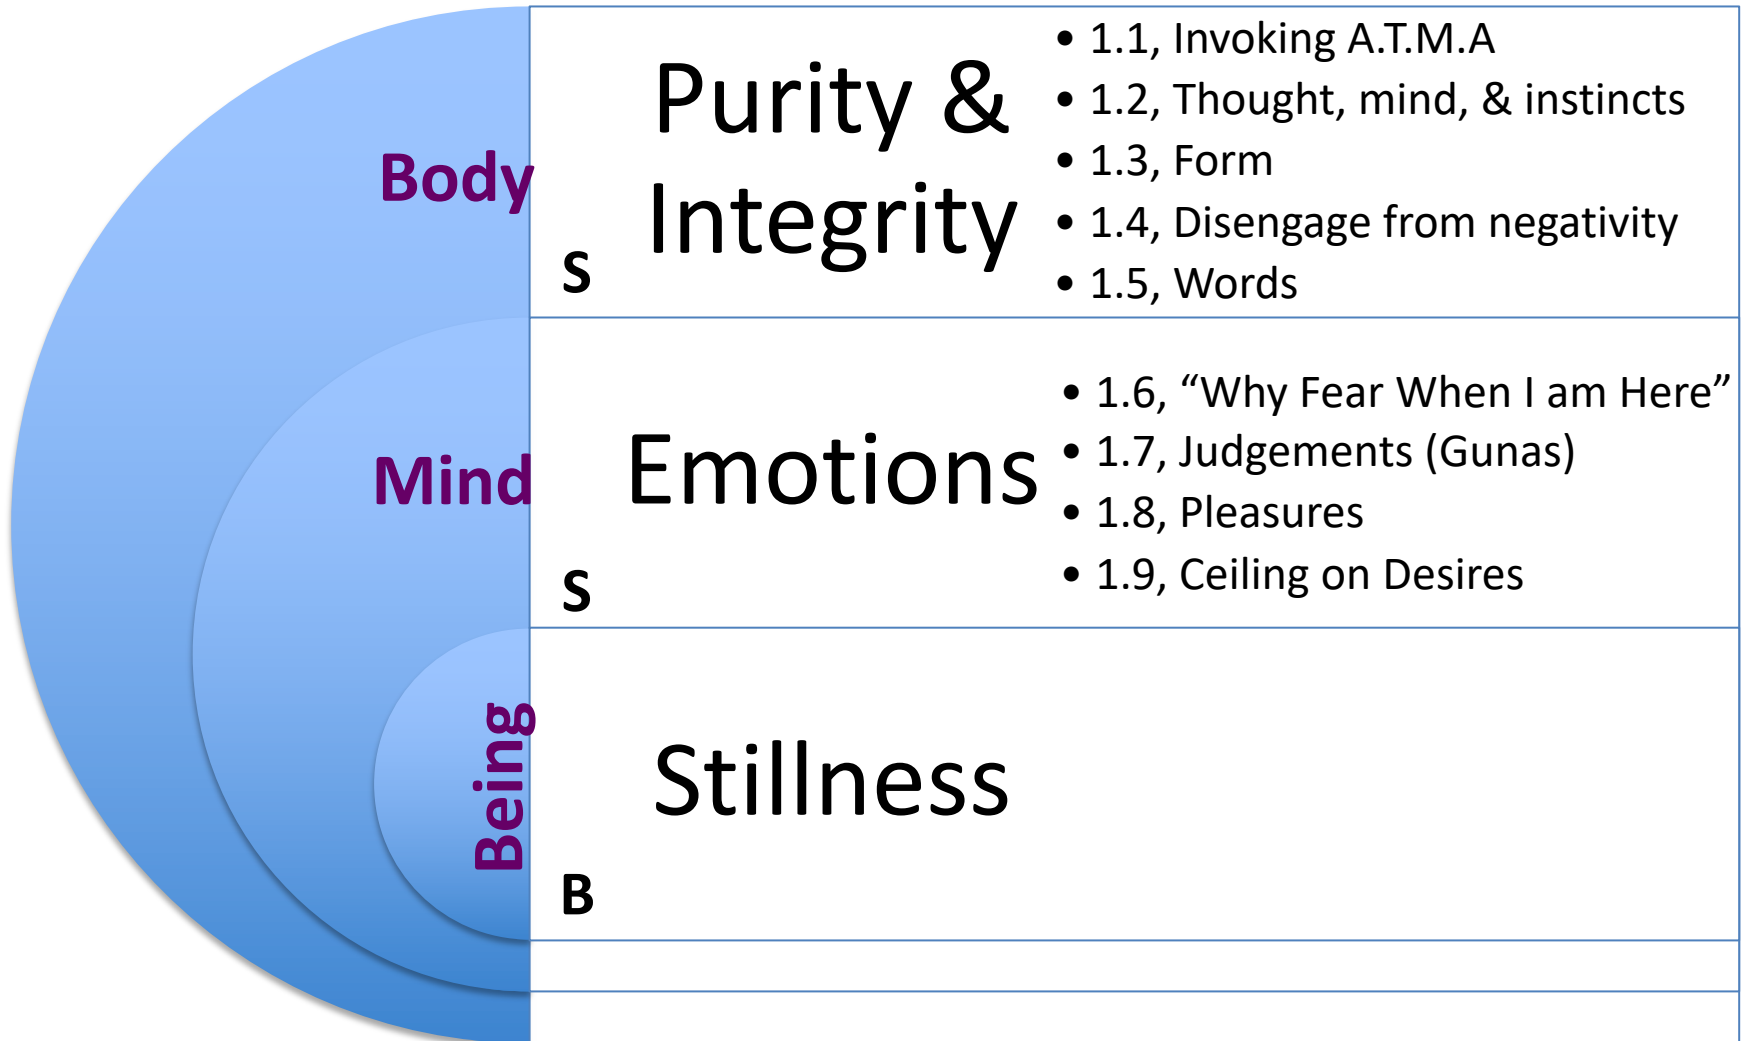 Body
S
Purity &
Integrity
• 1.1, Invoking A.T.M.A
• 1.2, Thought, mind, & instincts
• 1.3, Form
• 1.4, Disengage from negativity
• 1.5, Words
Mind
S
Emotions
• 1.6, “Why Fear When I am Here”
• 1.7, Judgements (Gunas)
• 1.8, Pleasures
• 1.9, Ceiling on Desires
Being
B
Stillness